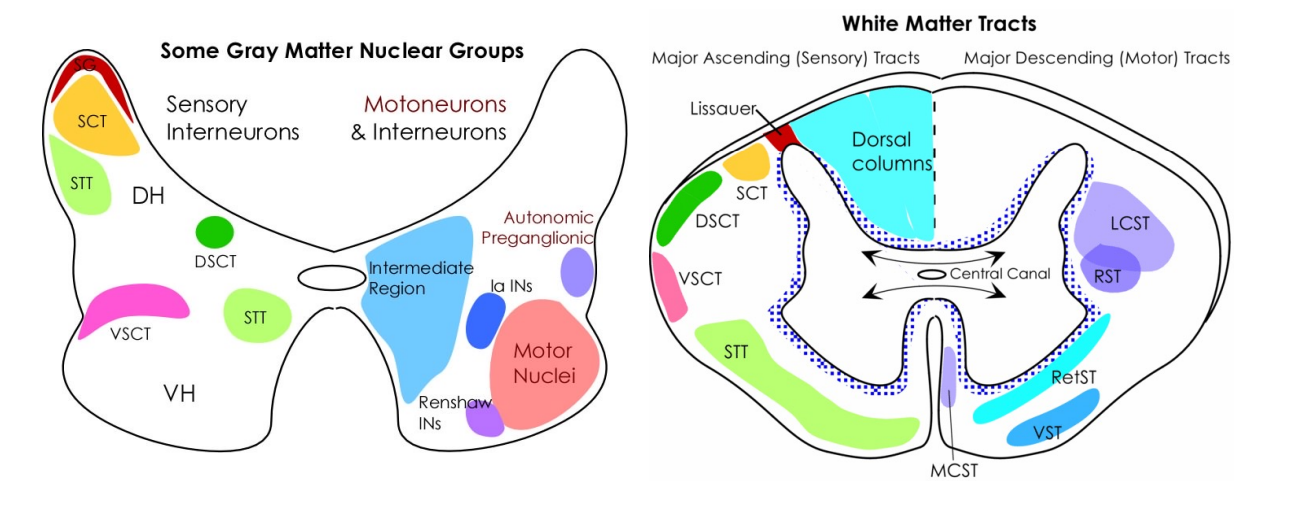 Some Gray Matter Nuclear Groups
SG
SCT
Sensory
Interneurons
Motoneurons
& Interneurons
STT
DH
DSCT
Autonomic
Preganglionic
Intermediate
Region
Ia INs
VSCT
STT
Motor
Nuclei
VH
Renshaw
INs
White Matter Tracts
Major Ascending (Sensory) Tracts
Major Descending (Motor) Tracts
Lissauer
Dorsal
columns
SCT
DSCT
LCST
VSCT
Central Canal
RST
STT
RetST
VST
MCST